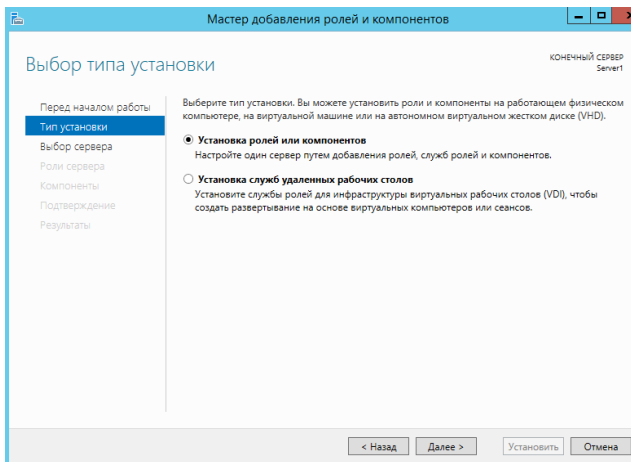 Мастер добавления ролей и компонентов
Выбор типа установки
КОНЕЧНЫЙ СЕРВЕР
Server1
Перед началом работы
Тип установки
Выбор сервера
Роли сервера
Компоненты
Подтверждение
Результаты
Выберите тип установки. Вы можете установить роли и компоненты на работающем физическом
компьютере, на виртуальной машине или на автономном виртуальном жестком диске (VHD).
Установка ролей или компонентов
Настройте один сервер путем добавления ролей, служб ролей и компонентов.
Установка служб удаленных рабочих столов
Установите службы ролей для инфраструктуры виртуальных рабочих столов (VDI), чтобы
создать развертывание на основе виртуальных компьютеров или сеансов.
< Назад Далее > Установить Отмена